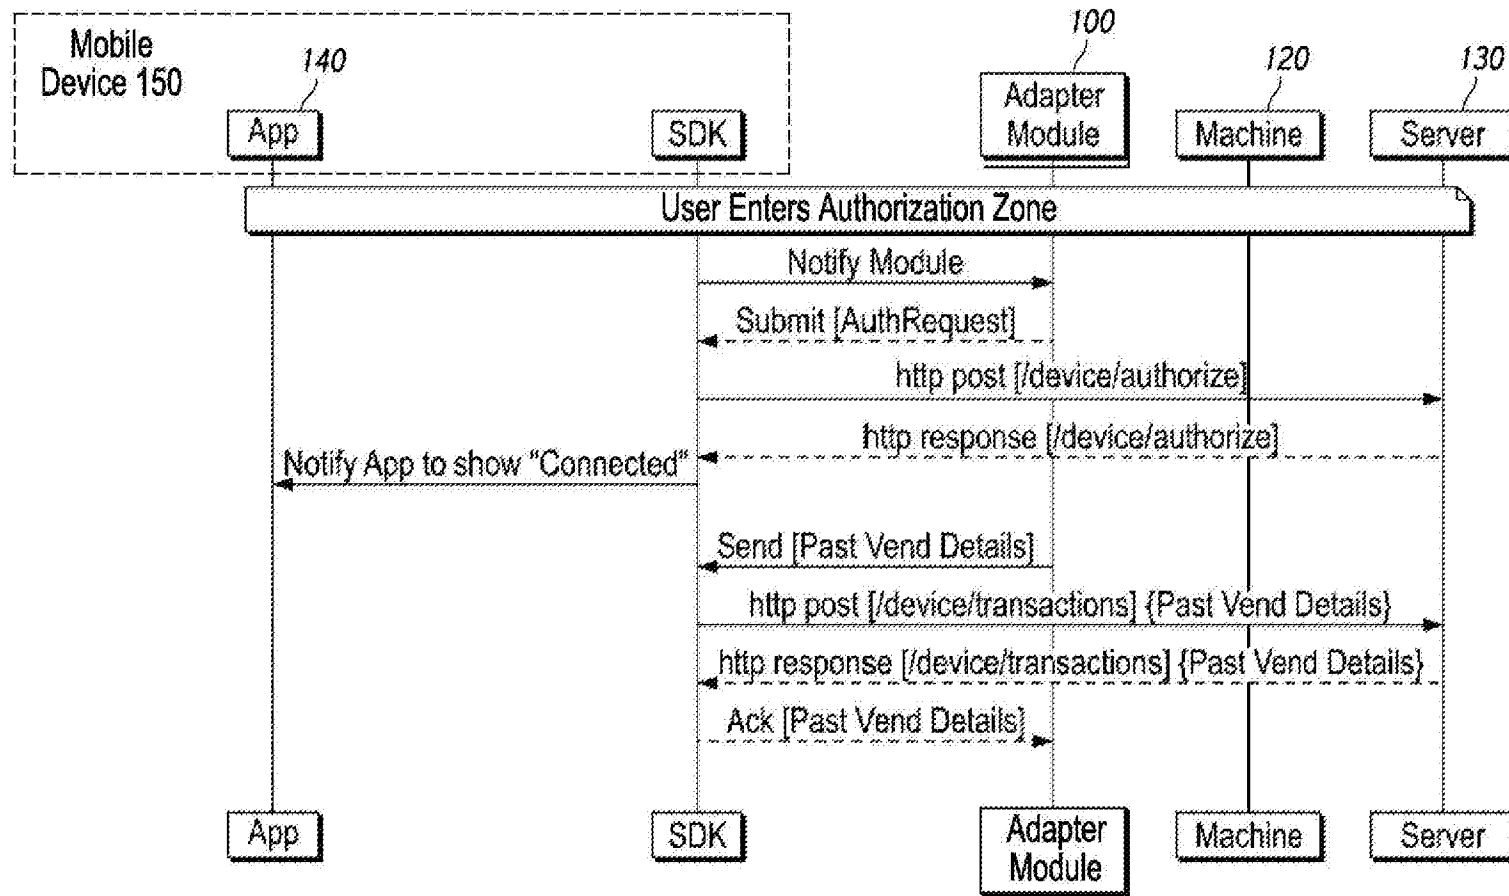 Mobile
Device 150
140
100
120
130
App
SDK
Adapter
Module
Machine
Server
User Enters Authorization Zone
Notify Module
Submit [AuthRequest]
http post [/device/authorize]
http response [/device/authorize]
Notify App to show "Connected"
Send [Past Vend Details]
http post [/device/transactions] {Past Vend Details}
http response [/device/transactions] {Past Vend Details}
Ack [Past Vend Details]
App
SDK
Adapter
Module
Machine
Server